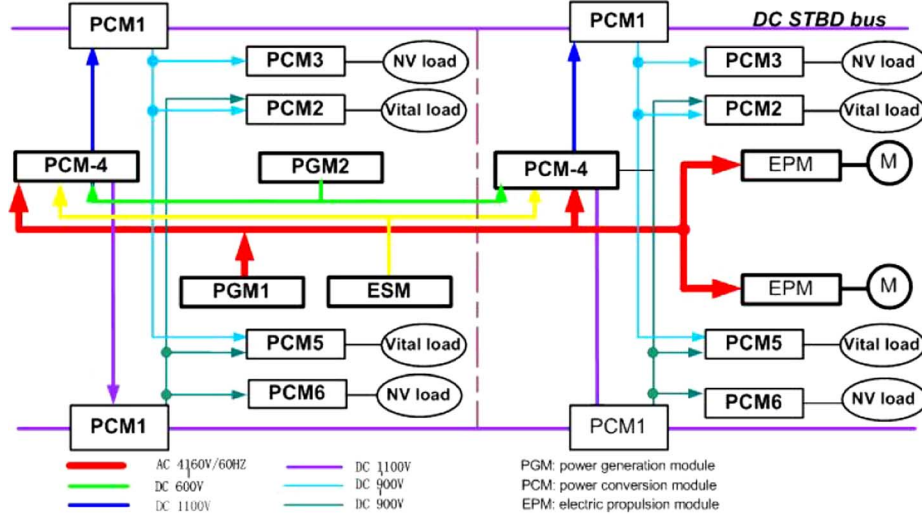 PCM1
PCM1
DC STBD bus
PCM3
NV load
PCM3
NV load
PCM2
Vital load
PCM2
Vital load
PCM-4
PGM2
PCM-4
EPM
M
PGM1
ESM
EPM
M
PCM5
Vital load
PCM5
Vital load
PCM6
NV load
PCM6
NV load
PCM1
PCM1
AC 4160V/60HZ
DC 1100V
PGM: power generation module
DC 600V
DC 900V
PCM: power conversion module
DC 1100V
DC 900V
EPM: electric propulsion module